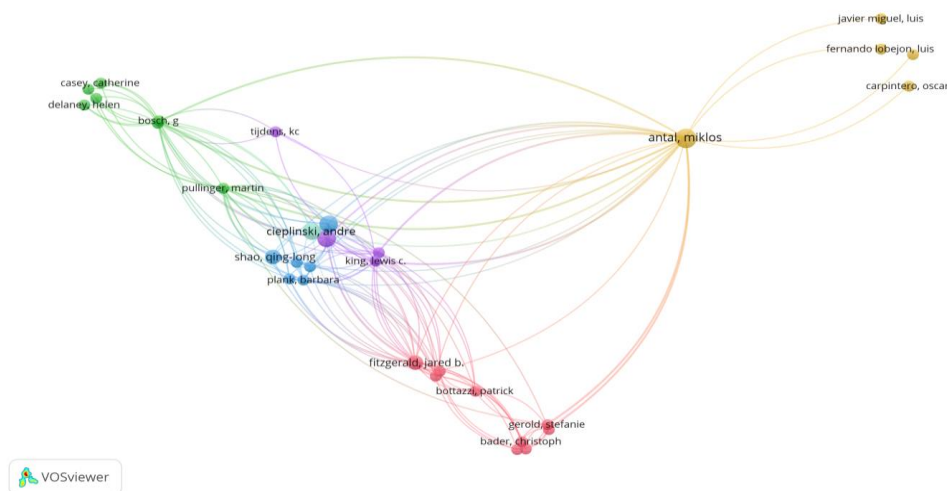 javier miguel, luis
fernando lobejon, luis
carpintero, oscar
casey, catherine
delaney, helen
bosch, g
tijdens, kc
antal, miklos
pullinger, martin
cieplinski, andre
shao, qing-long
king, lewis c.
plank, barbara
fitzgerald, jared b.
bottazzi, patrick
gerold, stefanie
bader, christoph
VOSviewer